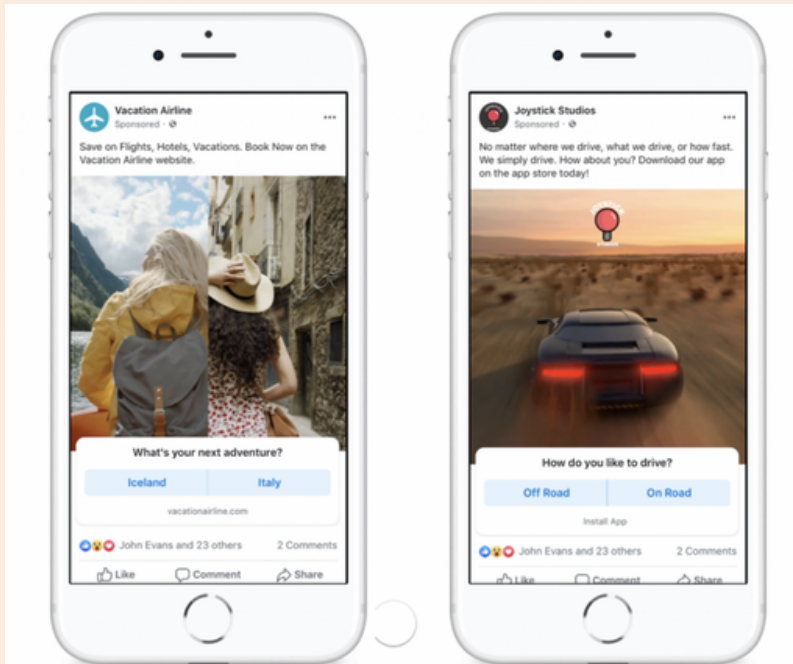 Vacation Airline
Sponsored ·
Save on Flights, Hotels, Vacations. Book Now on the
Vacation Airline website.
What's your next adventure?
Iceland Italy
vacationairline.com
John Evans and 23 others 2 Comments
Like Comment Share
Joystick Studios
Sponsored ·
No matter where we drive, what we drive, or how fast.
We simply drive. How about you? Download our app
on the app store today!
JOYSTICK
How do you like to drive?
Off Road On Road
Install App
John Evans and 23 others 2 Comments
Like Comment Share